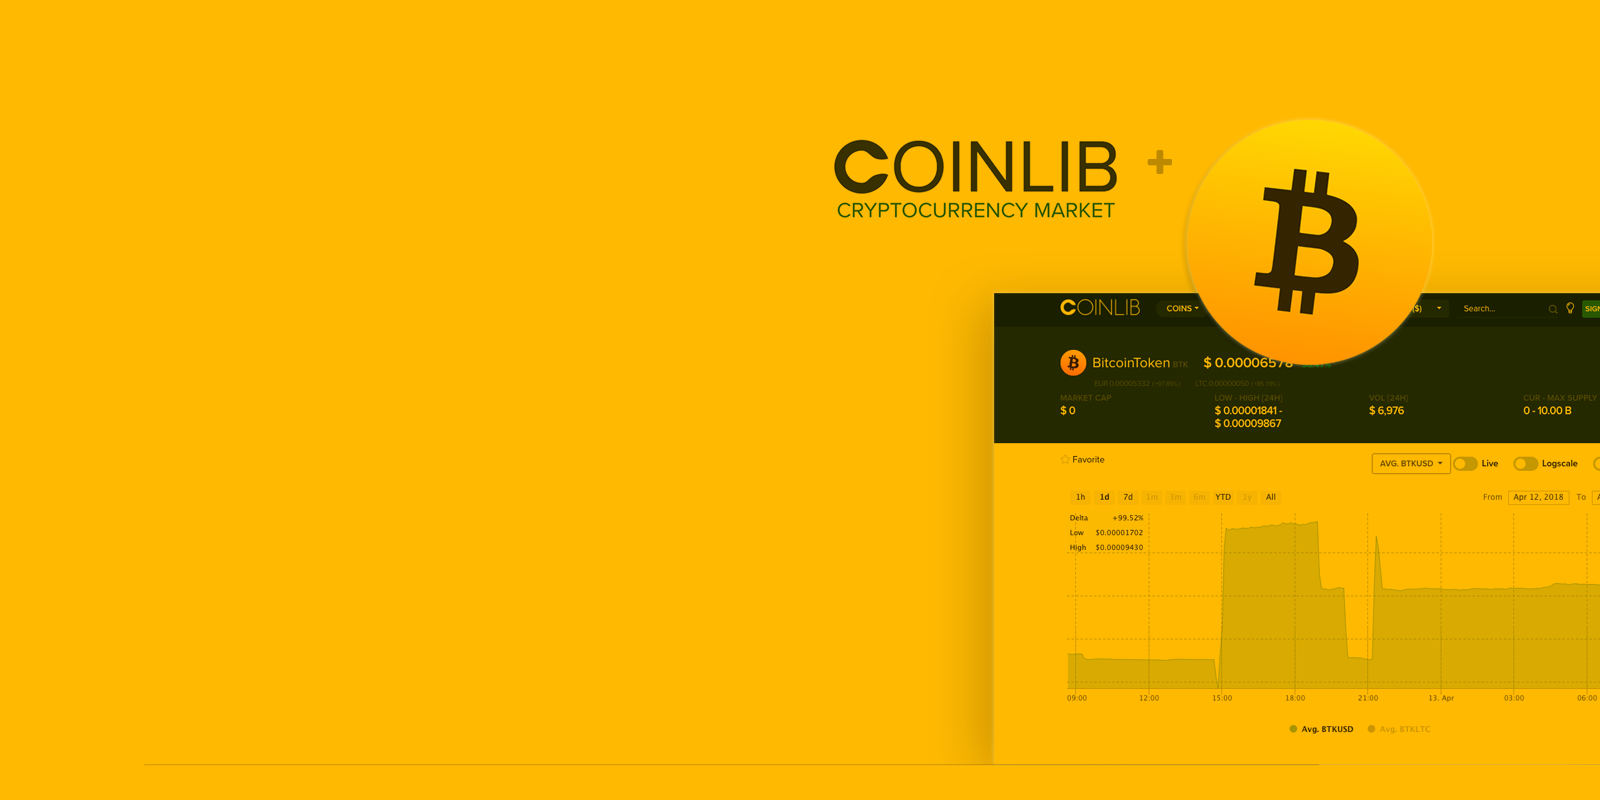 COINLIB +
CRYPTOCURRENCY MARKET
COINLIB COINS ($) Search...
BitcoinToken BTK $ 0.00006578
EUR 0.00005332 (+97.89%) LTC 0.00000050
MARKET CAP LOW - HIGH [24H] VOL [24H] CUR - MAX SUPPLY
$ 0 $ 0.00001841 - $ 6,976 0 - 10.00 B
$ 0.00009867
Favorite AVG. BTKUSD Live Logscale
1h 1d 7d 1m 3m 6m YTD 1y All From Apr 12, 2018 To
Delta +99.52%
Low $0.00001702
High $0.00009430
09:00 12:00 15:00 18:00 21:00 13. Apr 03:00 06:00
Avg. BTKUSD Avg. BTKLTC